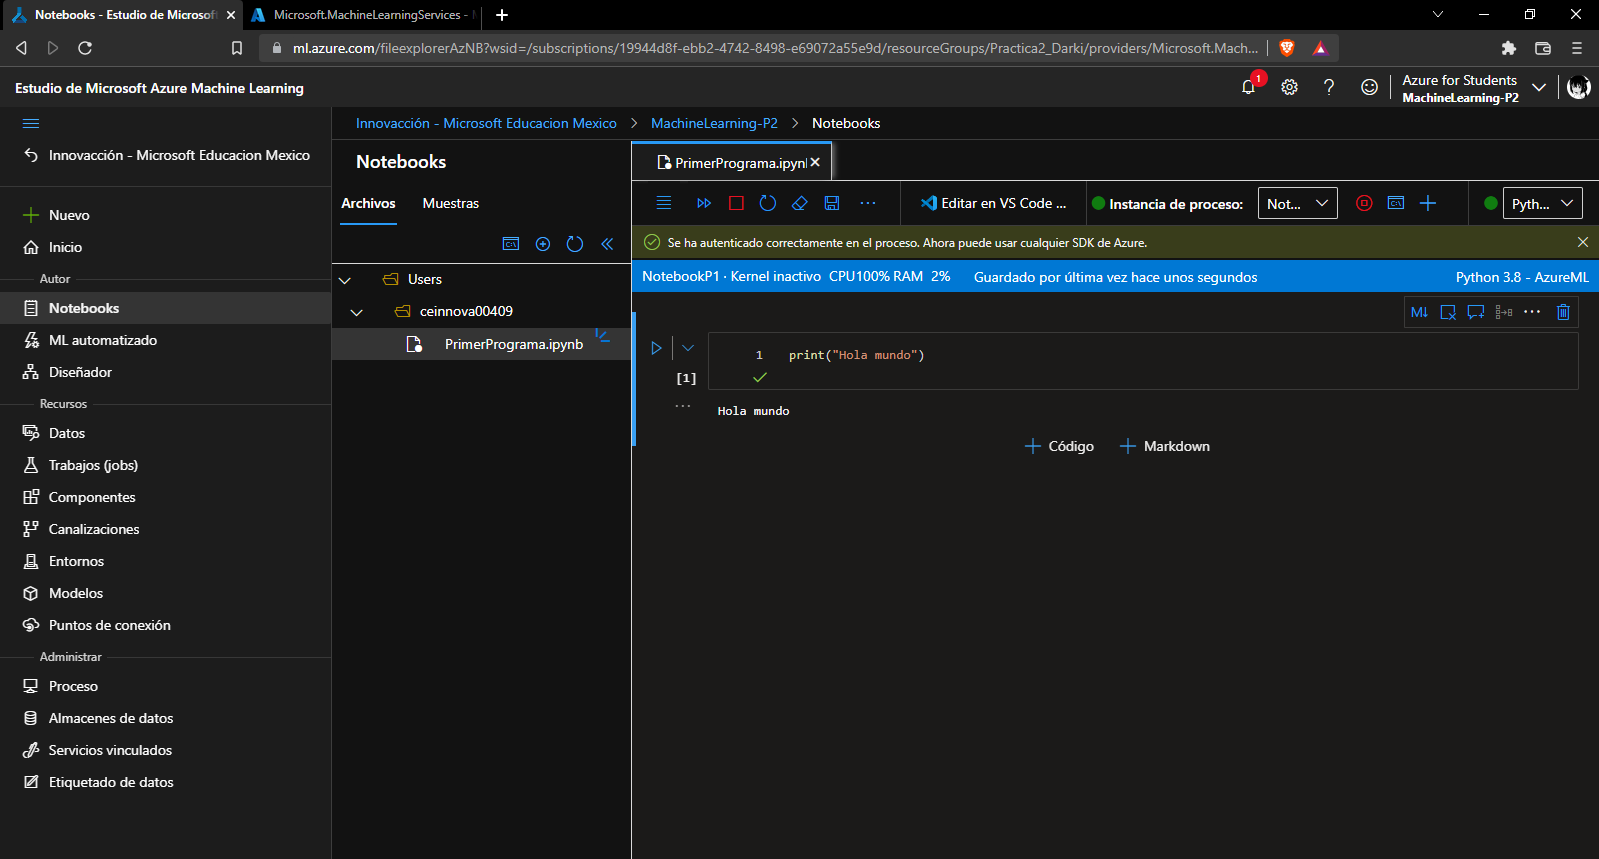 Notebooks - Estudio de Microsoft
Microsoft.MachineLearningServices -
ml.azure.com/fileexplorerAzNB?wsid=/subscriptions/19944d8f-ebb2-4742-8498-e69072a55e9d/resourceGroups/Practica2_Darki/providers/Microsoft.Mach...
Estudio de Microsoft Azure Machine Learning
1
Azure for Students
MachineLearning-P2
Innovacción - Microsoft Educacion Mexico
Nuevo
Inicio
Autor
Notebooks
ML automatizado
Diseñador
Recursos
Datos
Trabajos (jobs)
Componentes
Canalizaciones
Entornos
Modelos
Puntos de conexión
Administrar
Proceso
Almacenes de datos
Servicios vinculados
Etiquetado de datos
Innovacción - Microsoft Educacion Mexico > MachineLearning-P2 > Notebooks
Notebooks
Archivos Muestras
Users
ceinnova00409
PrimerPrograma.ipynb
PrimerPrograma.ipyn
Editar en VS Code ... Instancia de proceso: Not... Pyth...
Se ha autenticado correctamente en el proceso. Ahora puede usar cualquier SDK de Azure.
NotebookP1 · Kernel inactivo CPU100% RAM 2% Guardado por última vez hace unos segundos Python 3.8 - AzureML
M↓
1 print("Hola mundo")
[1]
Hola mundo
Código Markdown